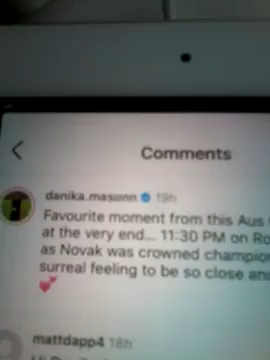 Comments
danika.masonn 19h
Favourite moment from this Aus
at the very end... 11:30 PM on Ro
as Novak was crowned champio
surreal feeling to be so close an
💕
mattdapp4 18h